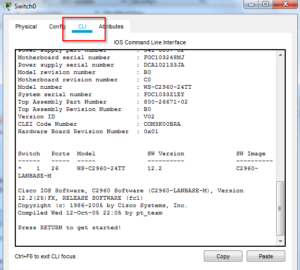 Switch0
Physical Config CLI Attributes
IOS Command Line Interface
Power supply part number : 341-0097-02
Motherboard serial number : FOC103248MJ
Power supply serial number : DCA102133JA
Model revision number : B0
Motherboard revision number : C0
Model number : WS-C2960-24TT
System serial number : FOC1033Z1EY
Top Assembly Part Number : 800-26671-02
Top Assembly Revision Number : B0
Version ID : V02
CLEI Code Number : COM3K00BRA
Hardware Board Revision Number : 0x01
Switch Ports Model SW Version SW Image
------ ----- ----- ---------- ----------
* 1 26 WS-C2960-24TT 12.2 C2960-
LANBASE-M
Cisco IOS Software, C2960 Software (C2960-LANBASE-M), Version
12.2(25)FX, RELEASE SOFTWARE (fc1)
Copyright (c) 1986-2005 by Cisco Systems, Inc.
Compiled Wed 12-Oct-05 22:05 by pt_team
Press RETURN to get started!
Ctrl+F6 to exit CLI focus
Copy Paste